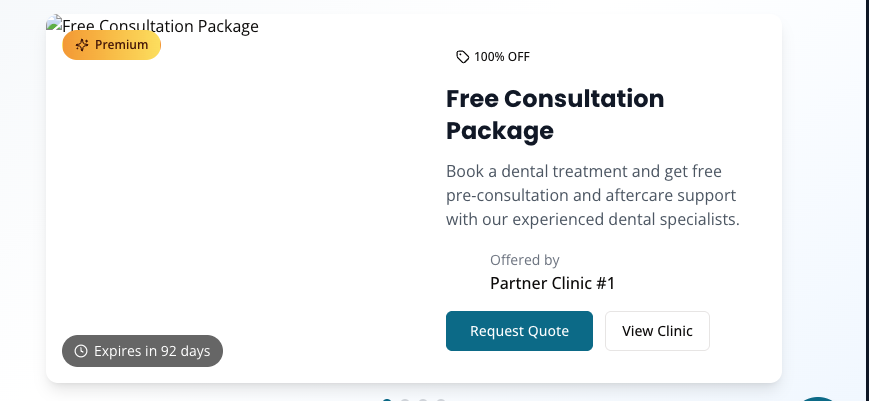 Free Consultation Package
Premium
100% OFF
Free Consultation
Package
Book a dental treatment and get free
pre-consultation and aftercare support
with our experienced dental specialists.
Offered by
Partner Clinic #1
Request Quote
View Clinic
Expires in 92 days